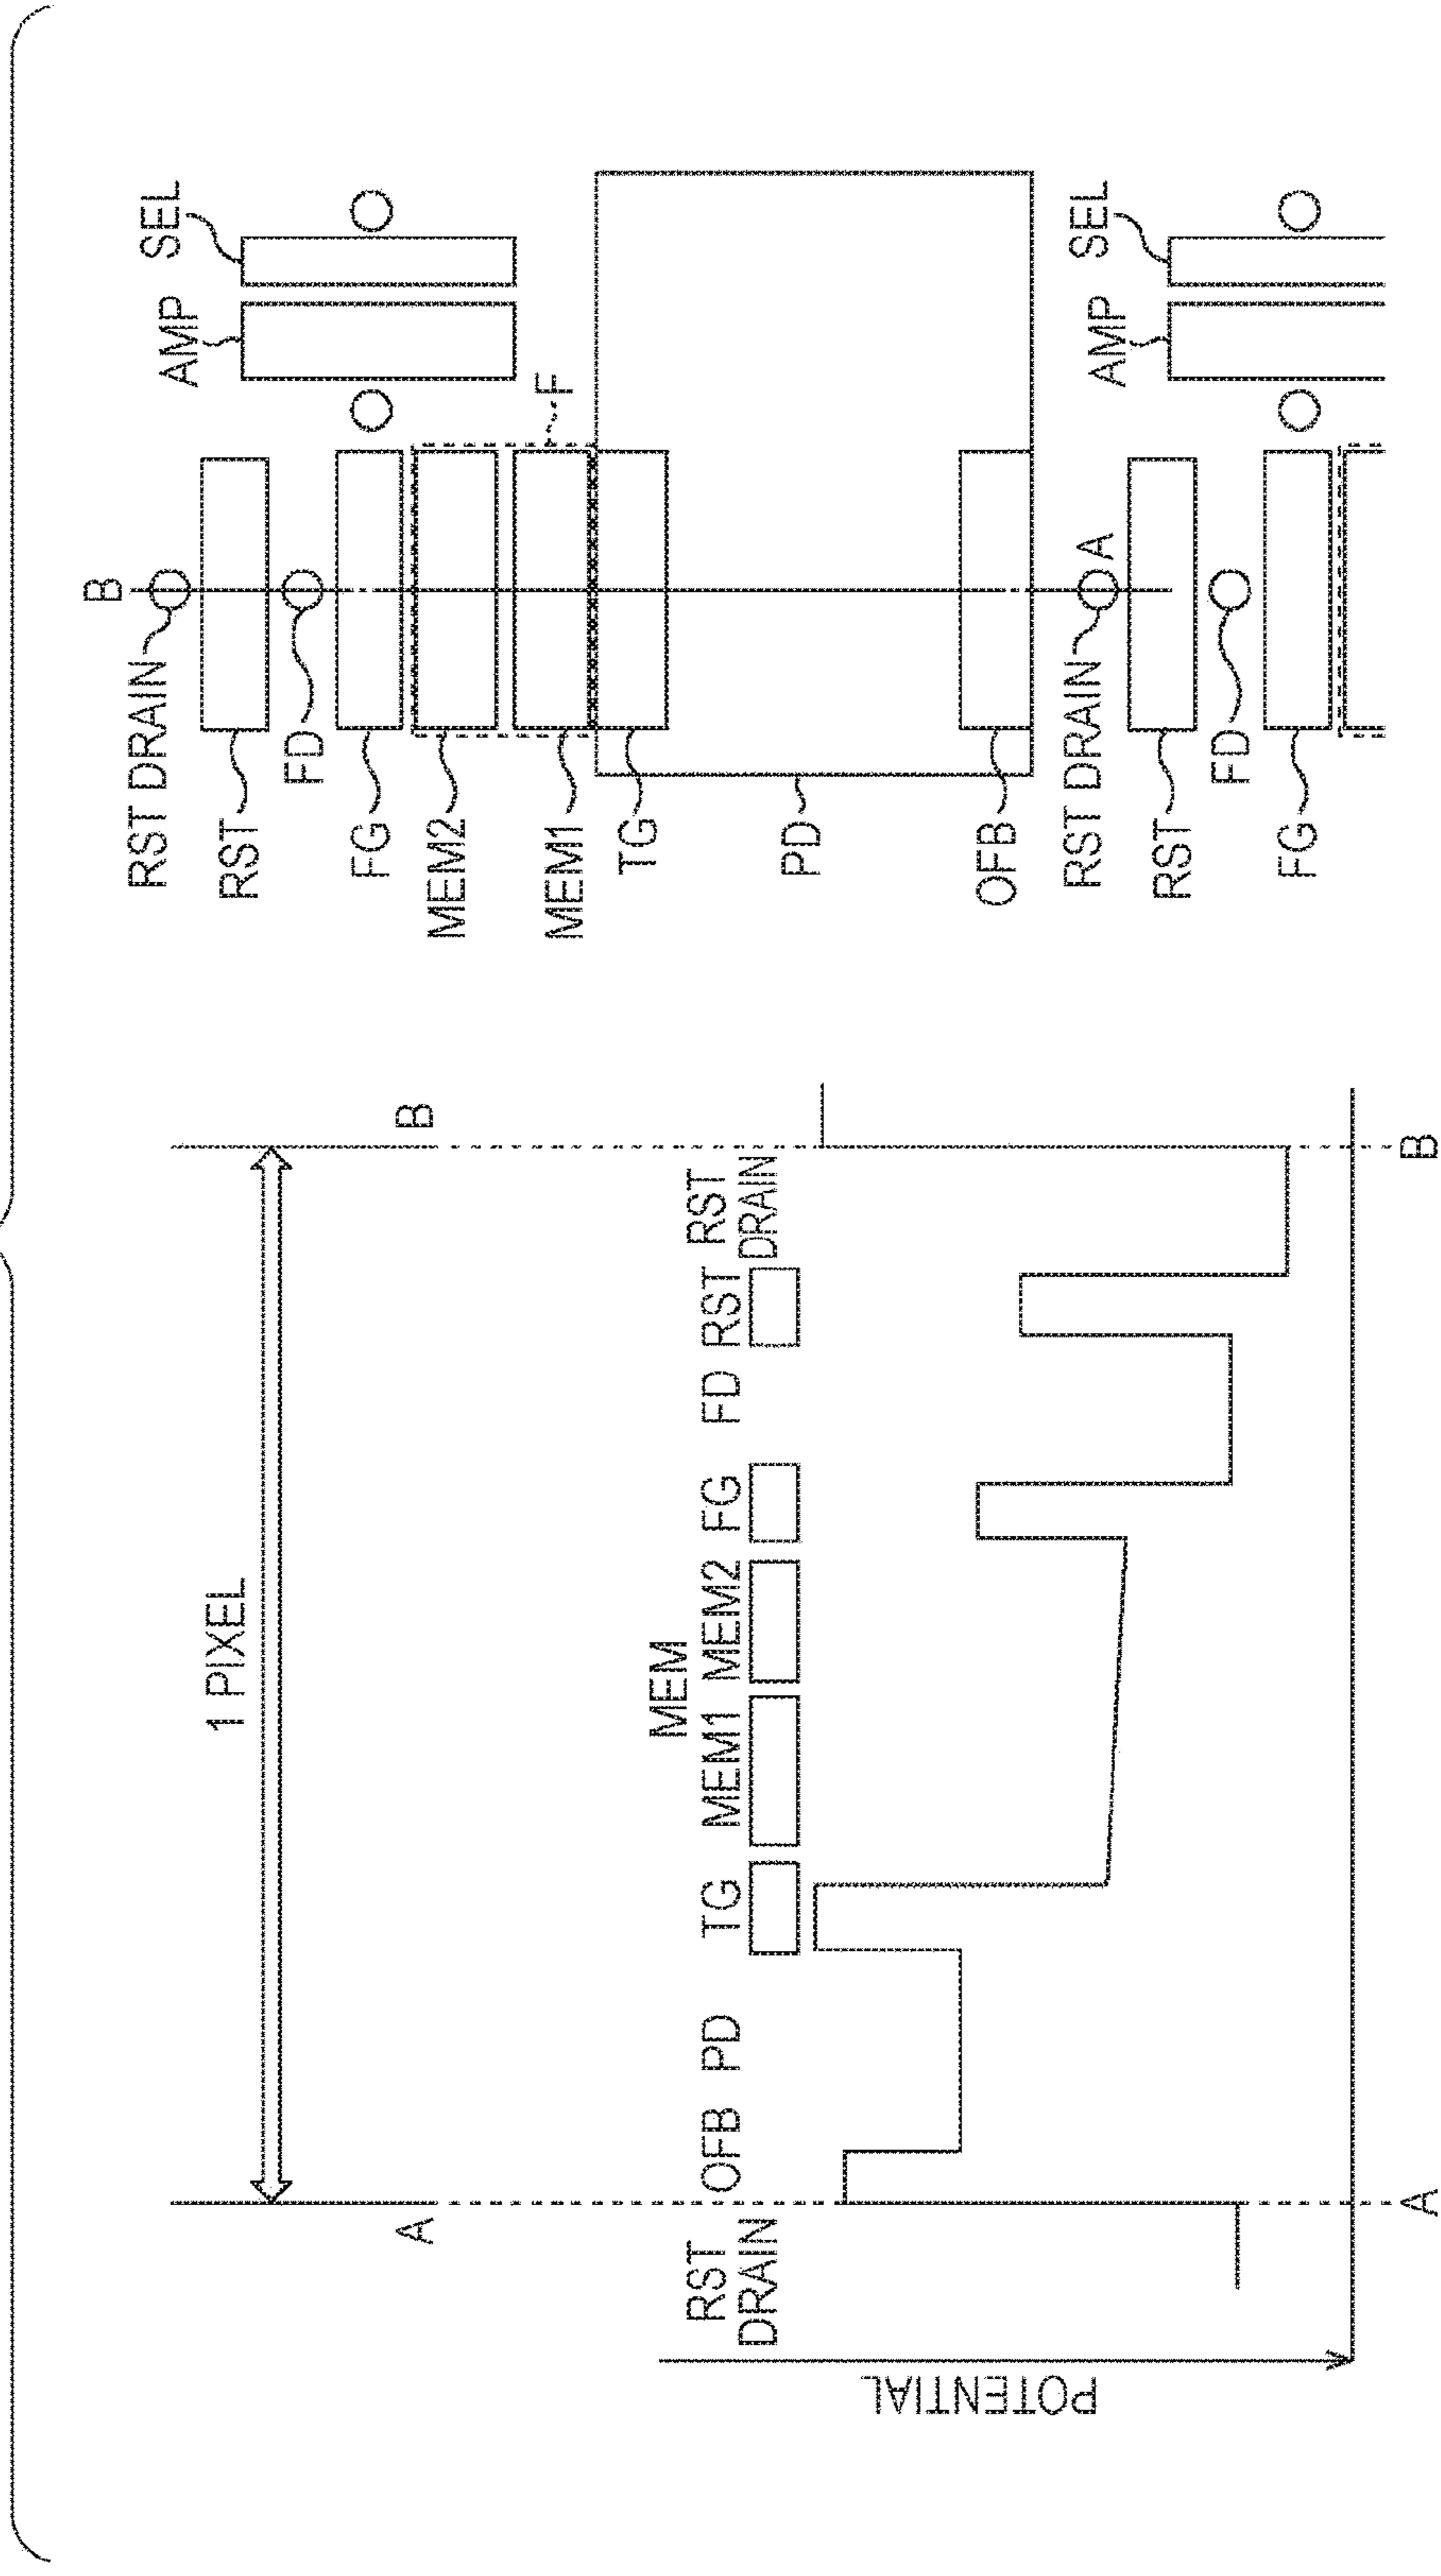 1 PIXEL
A
B
MEM
RST
DRAIN
OFB
PD
TG
MEM1
MEM2
FG
FD
RST
RST
DRAIN
POTENTIAL
A
B
B
RST DRAIN
RST
FD
FG
MEM2
MEM1
TG
PD
OFB
AMP
SEL
F
A
RST DRAIN
RST
FD
FG
AMP
SEL